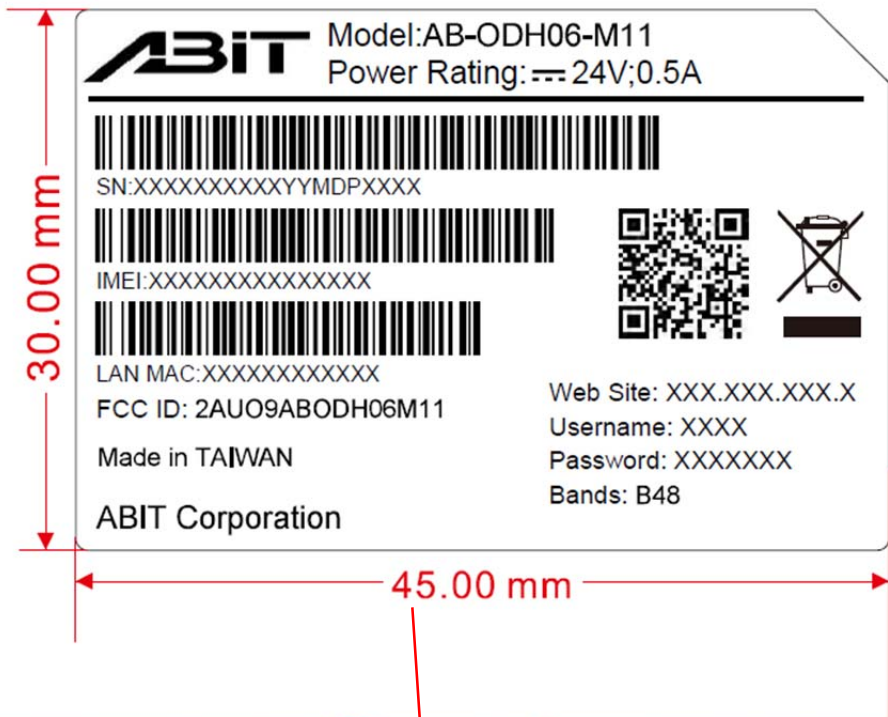 ABiT
Model:AB-ODH06-M11
Power Rating: ⎓ 24V;0.5A
SN:XXXXXXXXXXYYMDPXXXX
IMEI:XXXXXXXXXXXXXXX
LAN MAC:XXXXXXXXXXXX
FCC ID: 2AUO9ABODH06M11
Made in TAIWAN
ABIT Corporation
Web Site: XXX.XXX.XXX.X
Username: XXXX
Password: XXXXXXX
Bands: B48
30.00 mm
45.00 mm